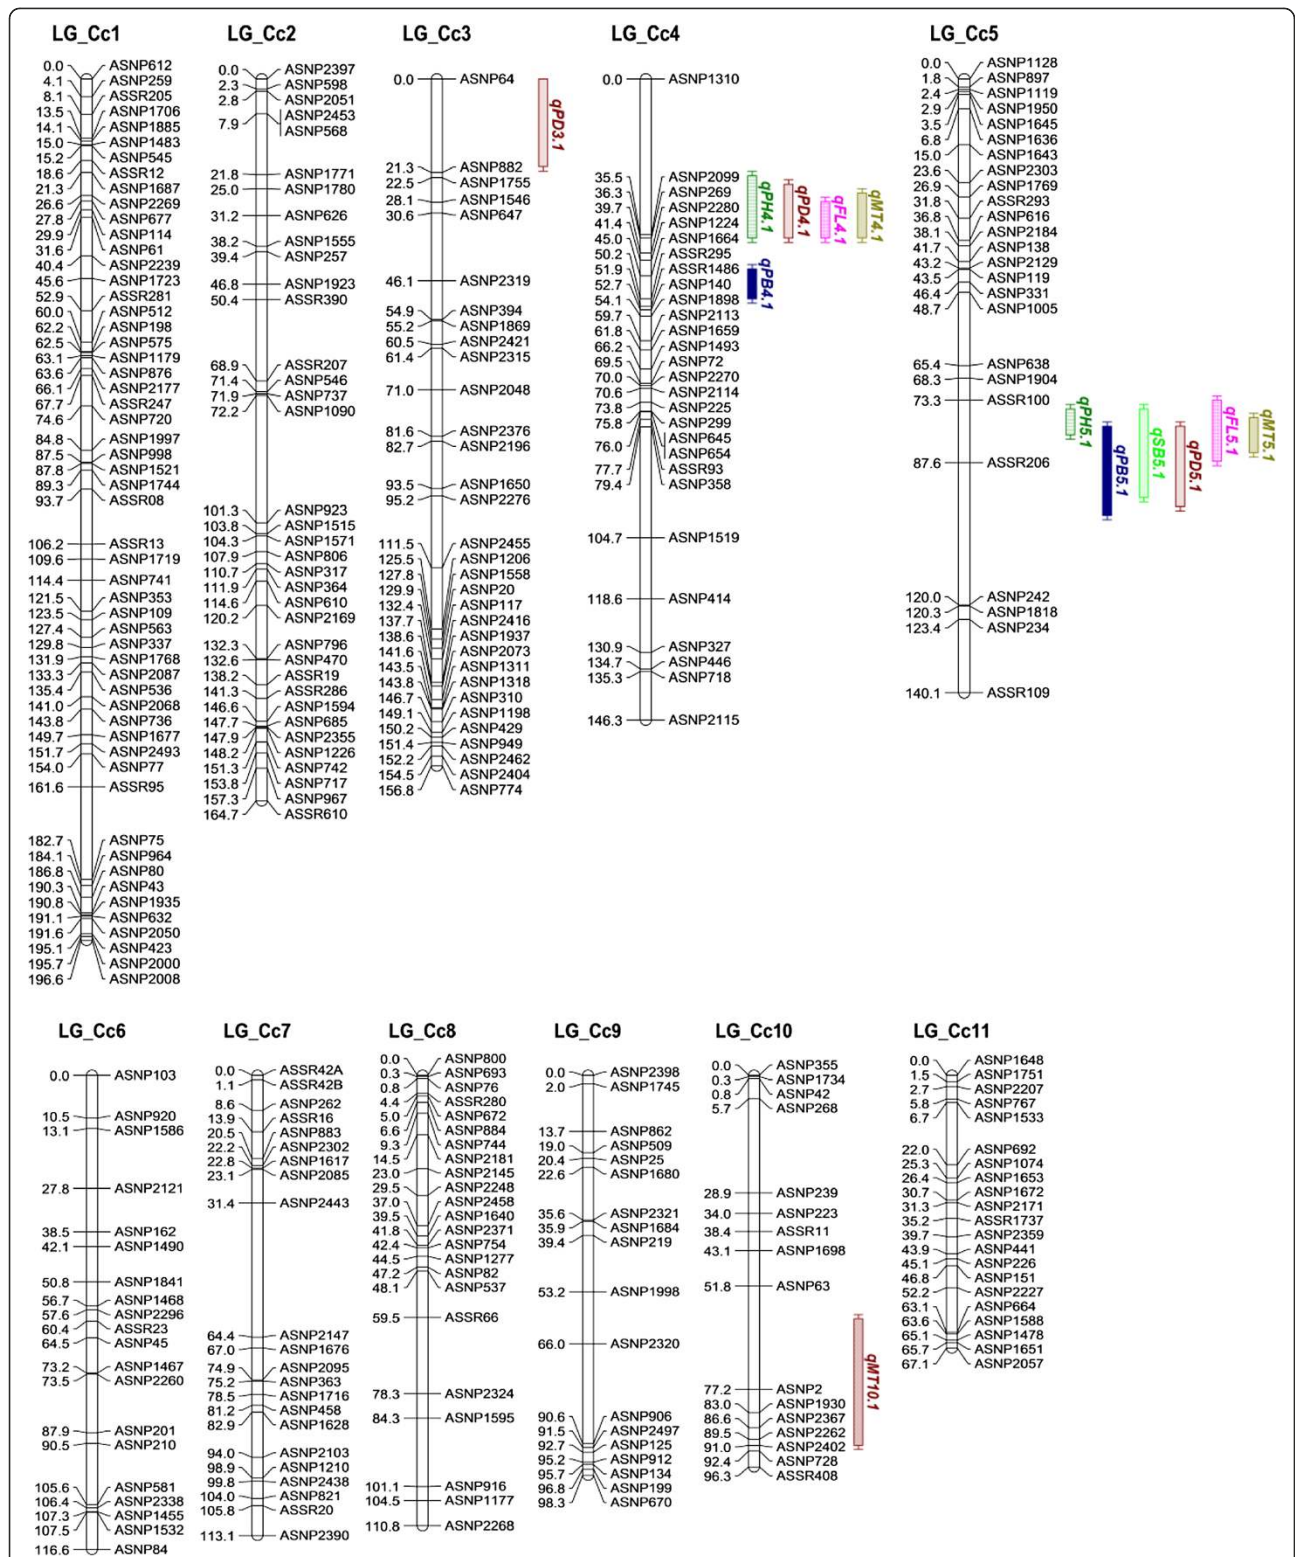 LG_Cc1
0.0 ASNP612
4.1 ASNP259
8.1 ASSR205
13.5 ASNP1706
14.1 ASNP1885
15.0 ASNP1483
15.2 ASNP545
18.6 ASSR12
21.3 ASNP1687
26.6 ASNP2269
27.8 ASNP677
29.9 ASNP114
31.6 ASNP61
40.4 ASNP2239
45.6 ASNP1723
52.9 ASSR281
60.0 ASNP512
62.2 ASNP198
62.5 ASNP575
63.1 ASNP1179
63.6 ASNP876
66.1 ASNP2177
67.7 ASSR247
74.6 ASNP720
84.8 ASNP1997
87.5 ASNP998
87.8 ASNP1521
89.3 ASNP1744
93.7 ASSR08
106.2 ASSR13
109.6 ASNP1719
114.4 ASNP741
121.5 ASNP353
123.5 ASNP109
127.4 ASNP563
129.8 ASNP337
131.9 ASNP1768
133.3 ASNP2087
135.4 ASNP536
141.0 ASNP2068
143.8 ASNP736
149.7 ASNP1677
151.7 ASNP2493
154.0 ASNP77
161.6 ASSR95
182.7 ASNP75
184.1 ASNP964
186.8 ASNP80
190.3 ASNP43
190.8 ASNP1935
191.1 ASNP632
191.6 ASNP2050
195.1 ASNP423
195.7 ASNP2000
196.6 ASNP2008
LG_Cc2
0.0 ASNP2397
2.3 ASNP598
2.8 ASNP2051
7.9 ASNP2453
ASNP568
21.8 ASNP1771
25.0 ASNP1780
31.2 ASNP626
38.2 ASNP1555
39.4 ASNP257
46.8 ASNP1923
50.4 ASSR390
68.9 ASSR207
71.4 ASNP546
71.9 ASNP737
72.2 ASNP1090
101.3 ASNP923
103.8 ASNP1515
104.3 ASNP1571
107.9 ASNP806
110.7 ASNP317
111.9 ASNP364
114.6 ASNP610
120.2 ASNP2169
132.3 ASNP796
132.6 ASNP470
138.2 ASSR19
141.3 ASSR286
146.6 ASNP1594
147.7 ASNP685
147.9 ASNP2355
148.2 ASNP1226
151.3 ASNP742
153.8 ASNP717
157.3 ASNP967
164.7 ASSR610
LG_Cc3
0.0 ASNP64
21.3 ASNP882
22.5 ASNP1755
28.1 ASNP1546
30.6 ASNP647
46.1 ASNP2319
54.9 ASNP394
55.2 ASNP1869
60.5 ASNP2421
61.4 ASNP2315
71.0 ASNP2048
81.6 ASNP2376
82.7 ASNP2196
93.5 ASNP1650
95.2 ASNP2276
111.5 ASNP2455
125.5 ASNP1206
127.8 ASNP1558
129.9 ASNP20
132.4 ASNP117
137.7 ASNP2416
138.6 ASNP1937
141.6 ASNP2073
143.5 ASNP1311
143.8 ASNP1318
146.7 ASNP310
149.1 ASNP1198
150.2 ASNP429
151.4 ASNP949
152.2 ASNP2462
154.5 ASNP2404
156.8 ASNP774
qPD3.1
LG_Cc4
0.0 ASNP1310
35.5 ASNP2099
36.3 ASNP269
39.7 ASNP2280
41.4 ASNP1224
45.0 ASNP1664
50.2 ASSR295
51.9 ASSR1486
52.7 ASNP140
54.1 ASNP1898
59.7 ASNP2113
61.8 ASNP1659
66.2 ASNP1493
69.5 ASNP72
70.0 ASNP2270
70.6 ASNP2114
73.8 ASNP225
75.8 ASNP299
76.0 ASNP645
ASNP654
77.7 ASSR93
79.4 ASNP358
104.7 ASNP1519
118.6 ASNP414
130.9 ASNP327
134.7 ASNP446
135.3 ASNP718
146.3 ASNP2115
qPH4.1
qPD4.1
qFL4.1
qMT4.1
qPB4.1
LG_Cc5
0.0 ASNP1128
1.8 ASNP897
2.4 ASNP1119
2.9 ASNP1950
3.5 ASNP1645
6.8 ASNP1636
15.0 ASNP1643
23.6 ASNP2303
26.9 ASNP1769
31.8 ASSR293
36.8 ASNP616
38.1 ASNP2184
41.7 ASNP138
43.2 ASNP2129
43.5 ASNP119
46.4 ASNP331
48.7 ASNP1005
65.4 ASNP638
68.3 ASNP1904
73.3 ASSR100
87.6 ASSR206
120.0 ASNP242
120.3 ASNP1818
123.4 ASNP234
140.1 ASSR109
qPH5.1
qPB5.1
qSB5.1
qPD5.1
qFL5.1
qMT5.1
LG_Cc6
0.0 ASNP103
10.5 ASNP920
13.1 ASNP1586
27.8 ASNP2121
38.5 ASNP162
42.1 ASNP1490
50.8 ASNP1841
56.7 ASNP1468
57.6 ASNP2296
60.4 ASSR23
64.5 ASNP45
73.2 ASNP1467
73.5 ASNP2260
87.9 ASNP201
90.5 ASNP210
105.6 ASNP581
106.4 ASNP2338
107.3 ASNP1455
107.5 ASNP1532
116.6 ASNP84
LG_Cc7
0.0 ASSR42A
1.1 ASSR42B
8.6 ASNP262
13.9 ASSR16
20.5 ASNP883
22.2 ASNP2302
22.8 ASNP1617
23.1 ASNP2085
31.4 ASNP2443
64.4 ASNP2147
67.0 ASNP1676
74.9 ASNP2095
75.2 ASNP363
78.5 ASNP1716
81.2 ASNP458
82.9 ASNP1628
94.0 ASNP2103
98.9 ASNP1210
99.8 ASNP2438
104.0 ASNP821
105.8 ASSR20
113.1 ASNP2390
LG_Cc8
0.0 ASNP800
0.3 ASNP693
0.8 ASNP76
4.4 ASSR280
5.0 ASNP672
6.6 ASNP884
9.3 ASNP744
14.5 ASNP2181
23.0 ASNP2145
29.5 ASNP2248
37.0 ASNP2458
39.5 ASNP1640
41.8 ASNP2371
42.4 ASNP754
44.5 ASNP1277
47.2 ASNP82
48.1 ASNP537
59.5 ASSR66
78.3 ASNP2324
84.3 ASNP1595
101.1 ASNP916
104.5 ASNP1177
110.8 ASNP2268
LG_Cc9
0.0 ASNP2398
2.0 ASNP1745
13.7 ASNP862
19.0 ASNP509
20.4 ASNP25
22.6 ASNP1680
35.6 ASNP2321
35.9 ASNP1684
39.4 ASNP219
53.2 ASNP1998
66.0 ASNP2320
90.6 ASNP906
91.5 ASNP2497
92.7 ASNP125
95.2 ASNP912
95.7 ASNP134
96.8 ASNP199
98.3 ASNP670
LG_Cc10
0.0 ASNP355
0.3 ASNP1734
0.8 ASNP42
5.7 ASNP268
28.9 ASNP239
34.0 ASNP223
38.4 ASSR11
43.1 ASNP1698
51.8 ASNP63
77.2 ASNP2
83.0 ASNP1930
86.6 ASNP2367
89.5 ASNP2262
91.0 ASNP2402
92.4 ASNP728
96.3 ASSR408
qMT10.1
LG_Cc11
0.0 ASNP1648
1.5 ASNP1751
2.7 ASNP2207
5.8 ASNP767
6.7 ASNP1533
22.0 ASNP692
25.3 ASNP1074
26.4 ASNP1653
30.7 ASNP1672
31.3 ASNP2171
35.2 ASSR1737
39.7 ASNP2359
43.9 ASNP441
45.1 ASNP226
46.8 ASNP151
52.2 ASNP2227
63.1 ASNP664
63.6 ASNP1588
65.1 ASNP1478
65.7 ASNP1651
67.1 ASNP2057